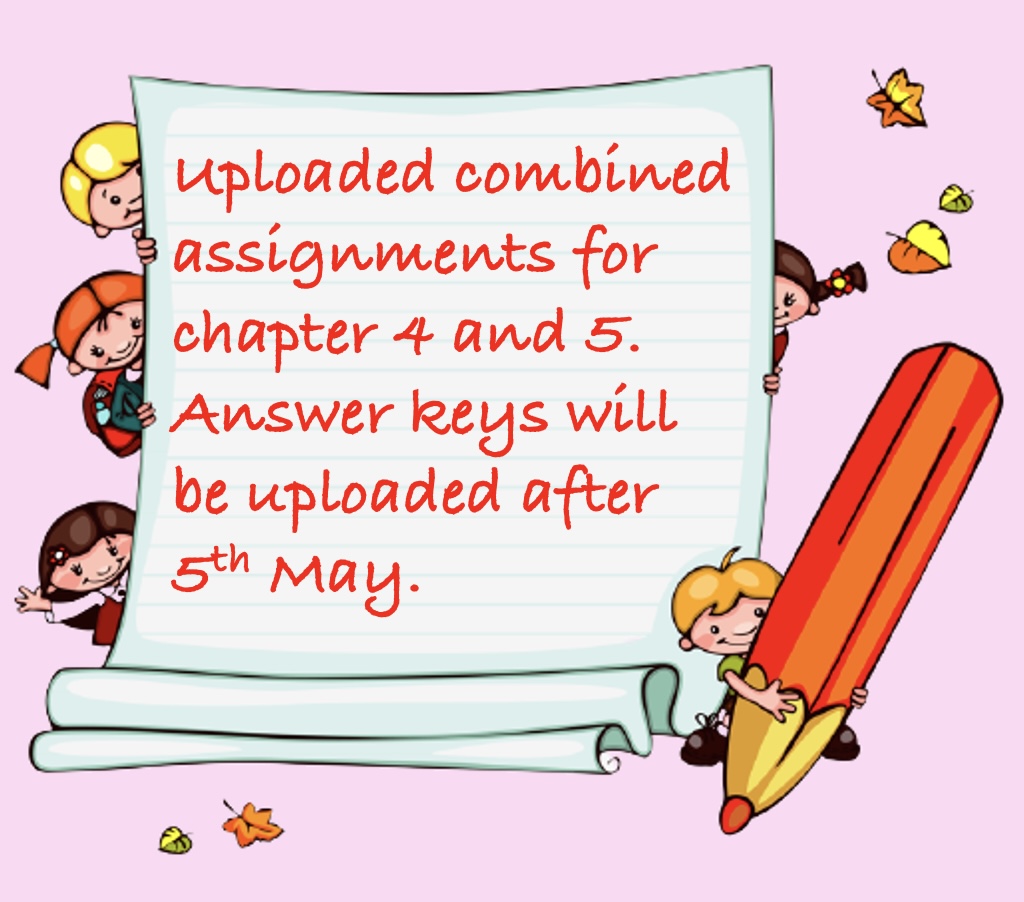 Uploaded combined
assignments for
chapter 4 and 5.
Answer keys will
be uploaded after
5th May.